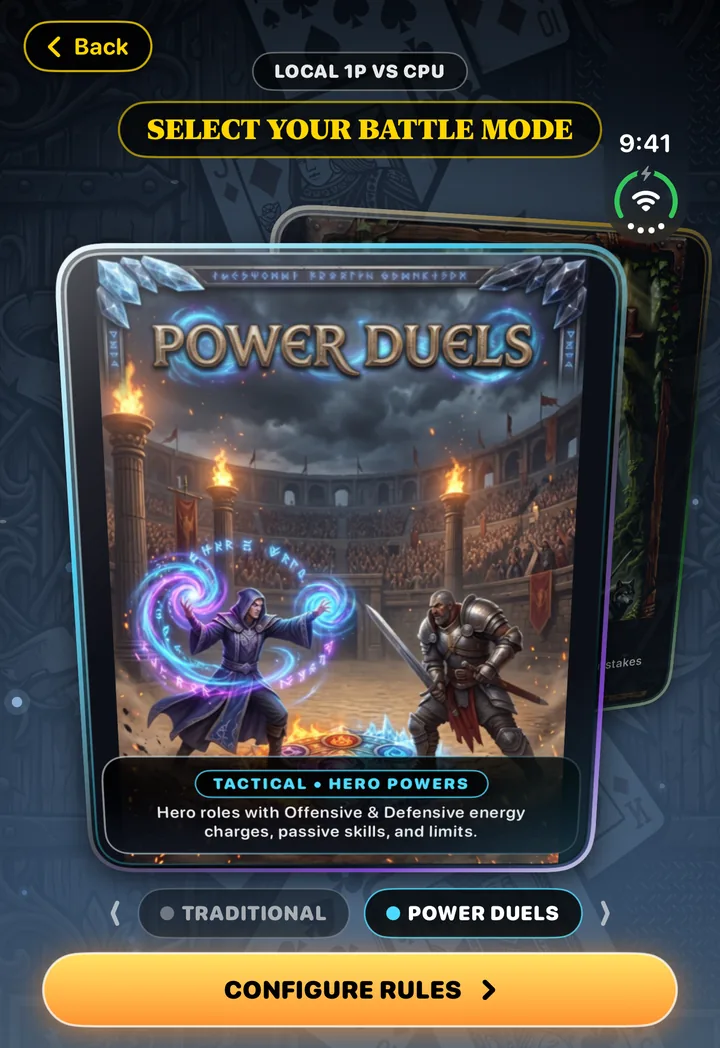 Back
LOCAL 1P VS CPU
SELECT YOUR BATTLE MODE
9:41
POWER DUELS
stakes
TACTICAL • HERO POWERS
Hero roles with Offensive & Defensive energy
charges, passive skills, and limits.
TRADITIONAL
POWER DUELS
CONFIGURE RULES